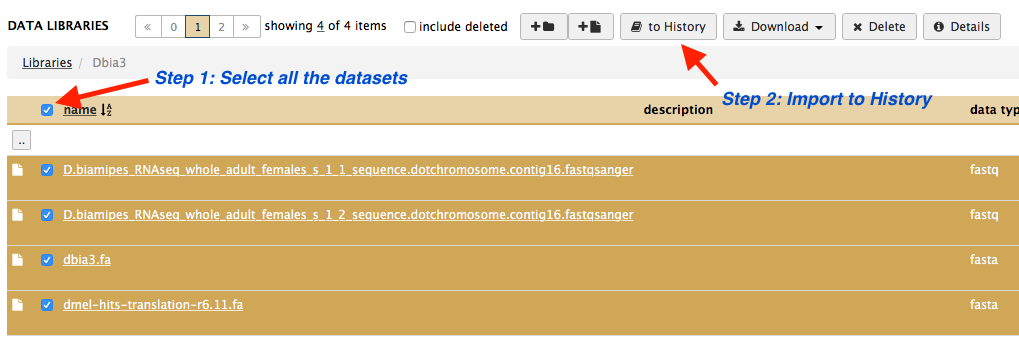 DATA LIBRARIES « 0 1 2 » showing 4 of 4 items include deleted + + to History Download Delete Details
Libraries / Dbia3
Step 1: Select all the datasets
Step 2: Import to History
name description data typ
..
D.biamipes_RNAseq_whole_adult_females_s_1_1_sequence.dotchromosome.contig16.fastqsanger fastq
D.biamipes_RNAseq_whole_adult_females_s_1_2_sequence.dotchromosome.contig16.fastqsanger fastq
dbia3.fa fasta
dmel-hits-translation-r6.11.fa fasta